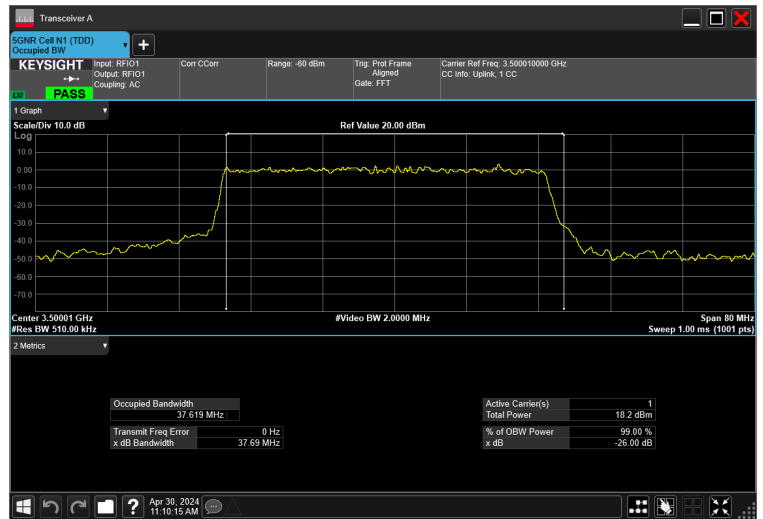 Transceiver A
5GNR Cell N1 (TDD)
Occupied BW
KEYSIGHT
LXI
PASS
Input: RFIO1
Output: RFIO1
Coupling: AC
Corr CCorr
Range: -60 dBm
Trig: Prot Frame
Aligned
Gate: FFT
Carrier Ref Freq: 3.500010000 GHz
CC Info: Uplink, 1 CC
1 Graph
Scale/Div 10.0 dB
Ref Value 20.00 dBm
Log
10.0
0.00
-10.0
-20.0
-30.0
-40.0
-50.0
-60.0
-70.0
Center 3.50001 GHz
#Video BW 2.0000 MHz
Span 80 MHz
#Res BW 510.00 kHz
Sweep 1.00 ms (1001 pts)
2 Metrics
Occupied Bandwidth
37.619 MHz
Transmit Freq Error 0 Hz
x dB Bandwidth 37.69 MHz
Active Carrier(s) 1
Total Power 18.2 dBm
% of OBW Power 99.00 %
x dB -26.00 dB
?
Apr 30, 2024
11:10:15 AM